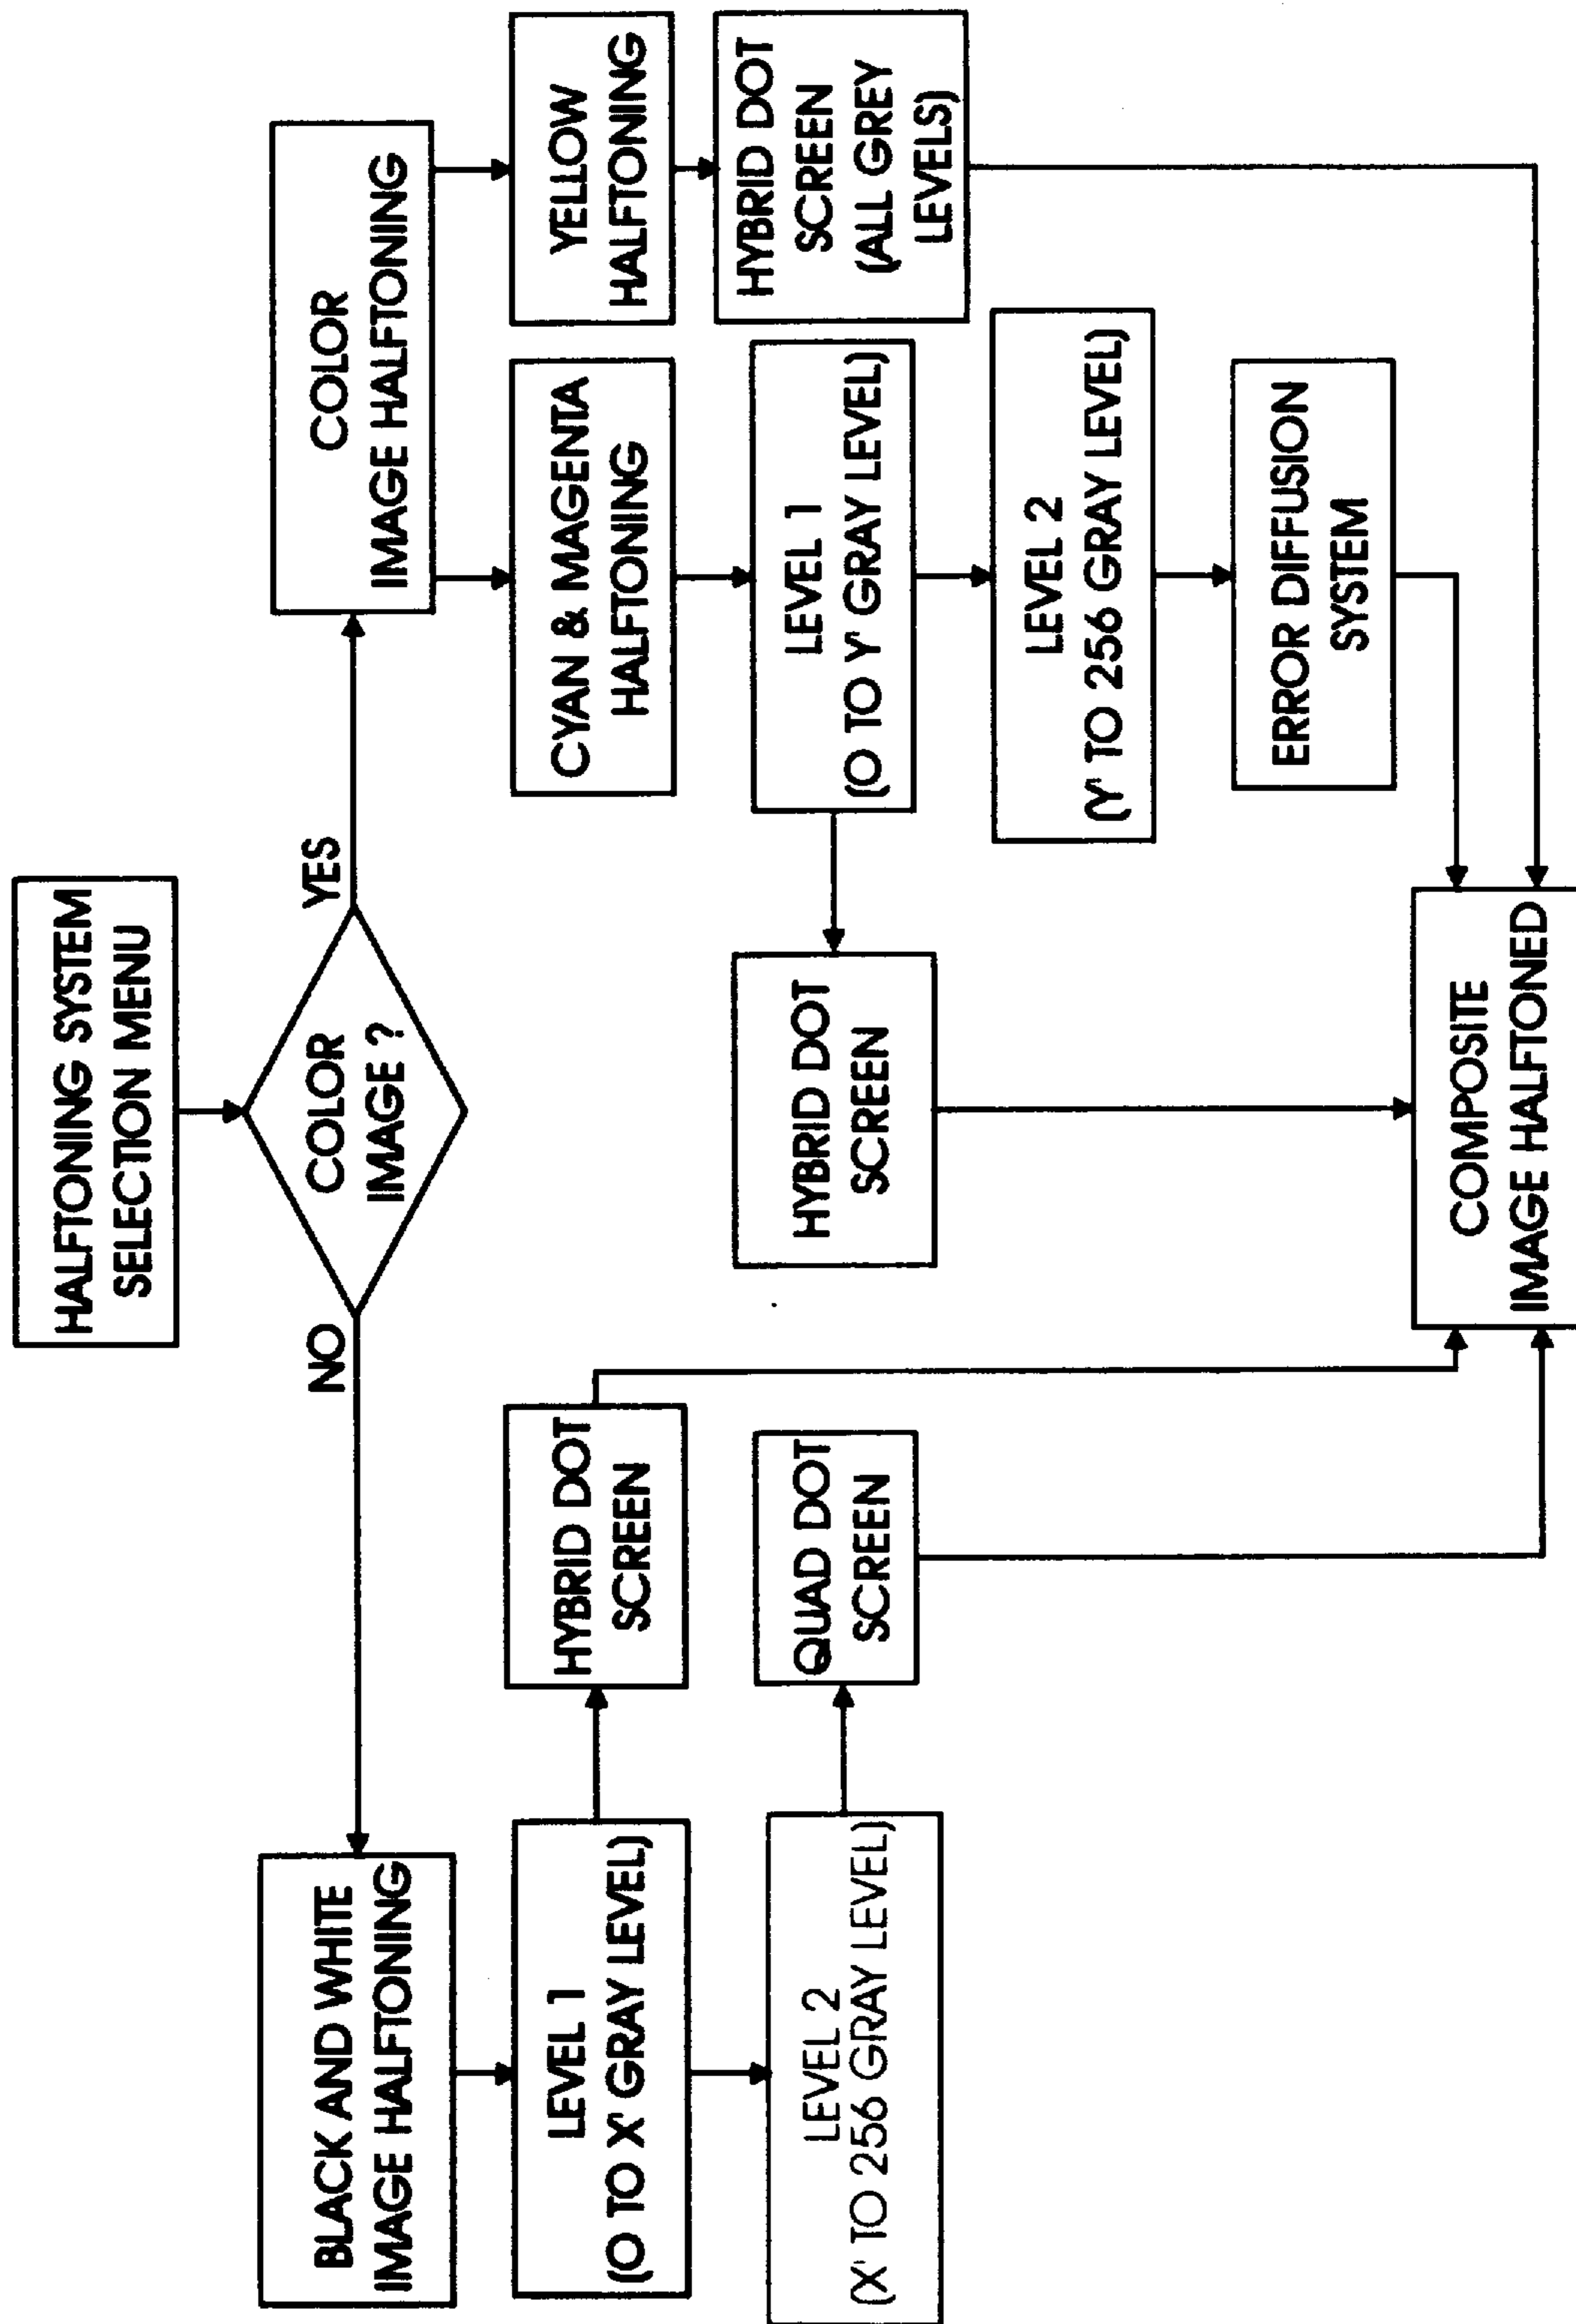 HALFTONING SYSTEM
SELECTION MENU
COLOR
IMAGE ?
NO
YES
BLACK AND WHITE
IMAGE HALFTONING
LEVEL 1
(O TO X' GRAY LEVEL)
HYBRID DOT
SCREEN
LEVEL 2
(X' TO 256 GRAY LEVEL)
QUAD DOT
SCREEN
COLOR
IMAGE HALFTONING
CYAN & MAGENTA
HALFTONING
YELLOW
HALFTONING
LEVEL 1
(O TO Y' GRAY LEVEL)
HYBRID DOT
SCREEN
HYBRID DOT
SCREEN
(ALL GREY
LEVELS)
LEVEL 2
(Y' TO 256 GRAY LEVEL)
ERROR DIFFUSION
SYSTEM
COMPOSITE
IMAGE HALFTONED